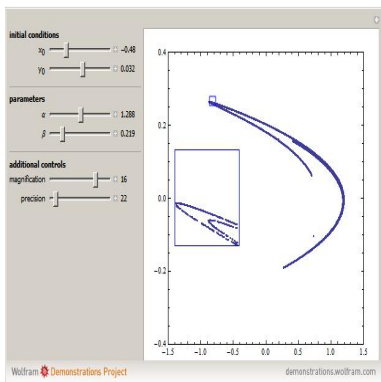 initial conditions
x0 -0.48
y0 0.032
parameters
α 1.288
β 0.219
additional controls
magnification 16
precision 22
0.4
0.2
0.0
-0.2
-0.4
-1.5 -1.0 -0.5 0.0 0.5 1.0 1.5
Wolfram Demonstrations Project
demonstrations.wolfram.com